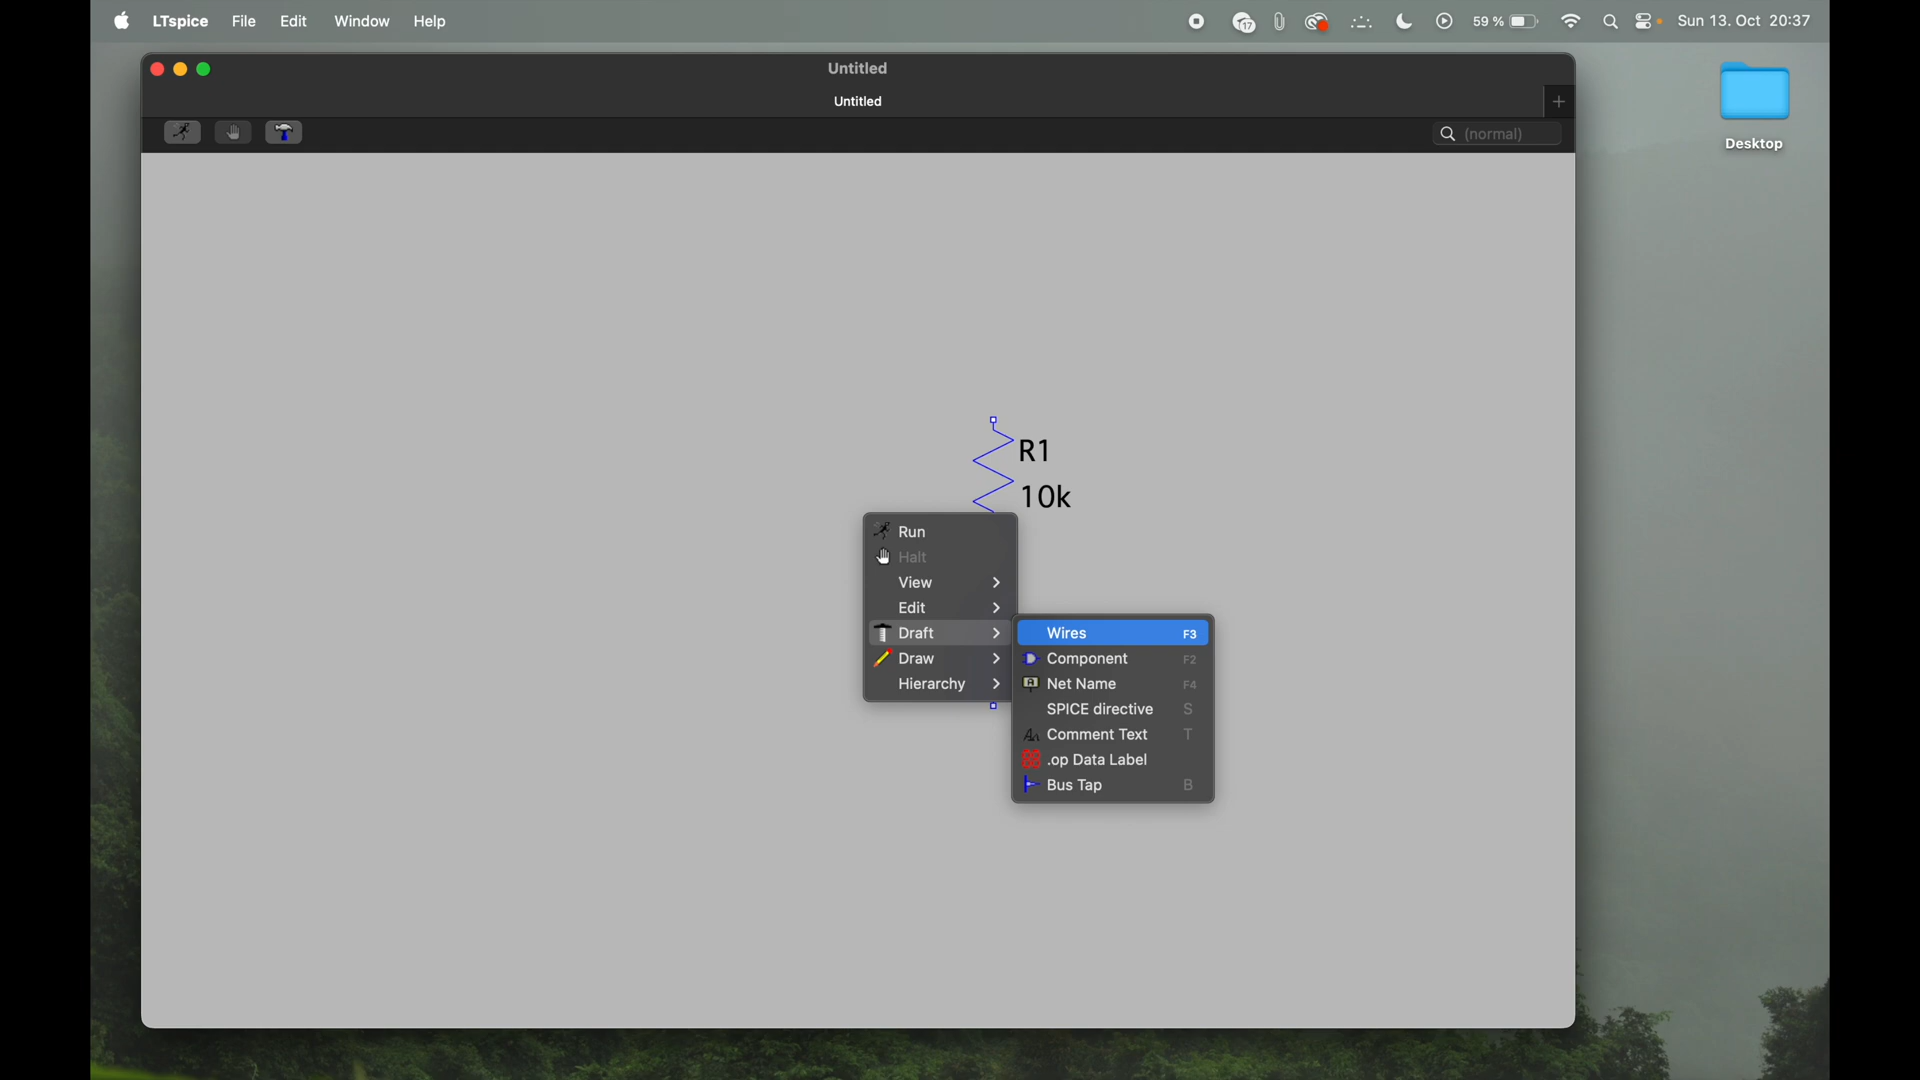 LTspice File Edit Window Help 17 59 % Sun 13. Oct 20:37
Untitled
Untitled
(normal)
Desktop
R1
10k
Run
Halt
View
Edit
Draft
Draw
Hierarchy
Wires F3
Component F2
Net Name F4
SPICE directive S
Comment Text T
.op Data Label
Bus Tap B